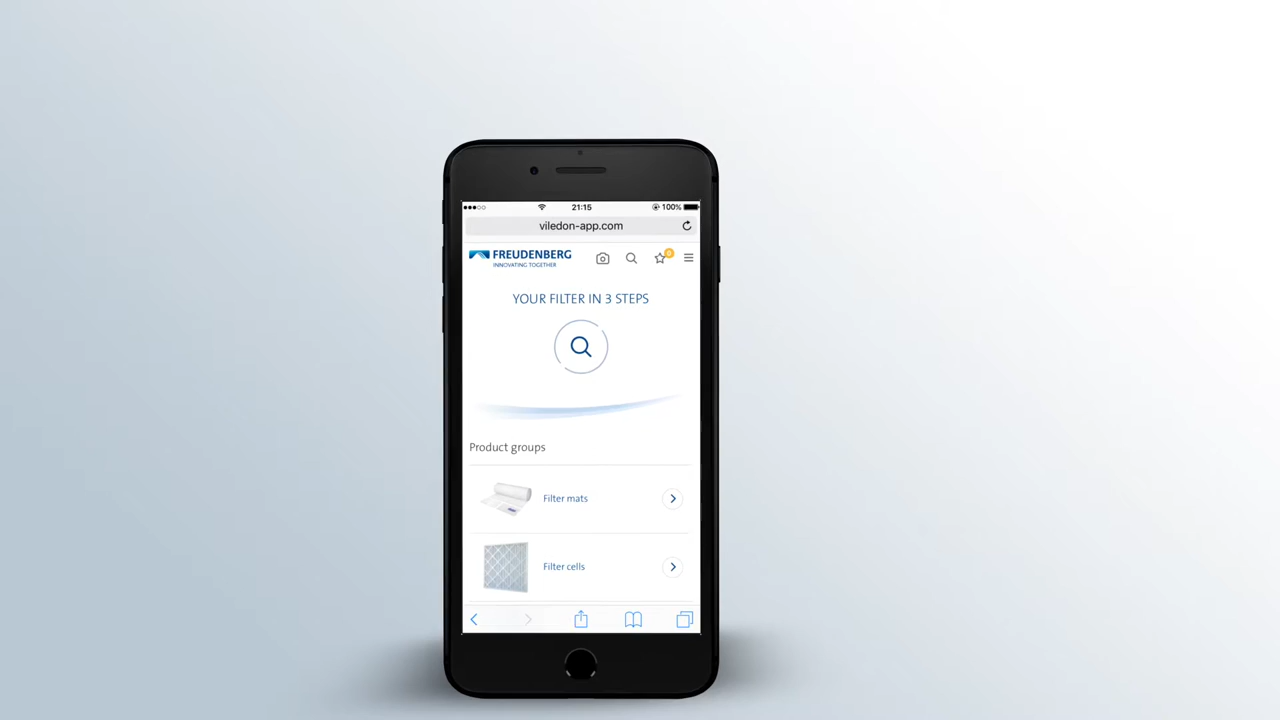 21:15
100%
viledon-app.com
FREUDENBERG
INNOVATING TOGETHER
0
YOUR FILTER IN 3 STEPS
Product groups
Filter mats
Filter cells